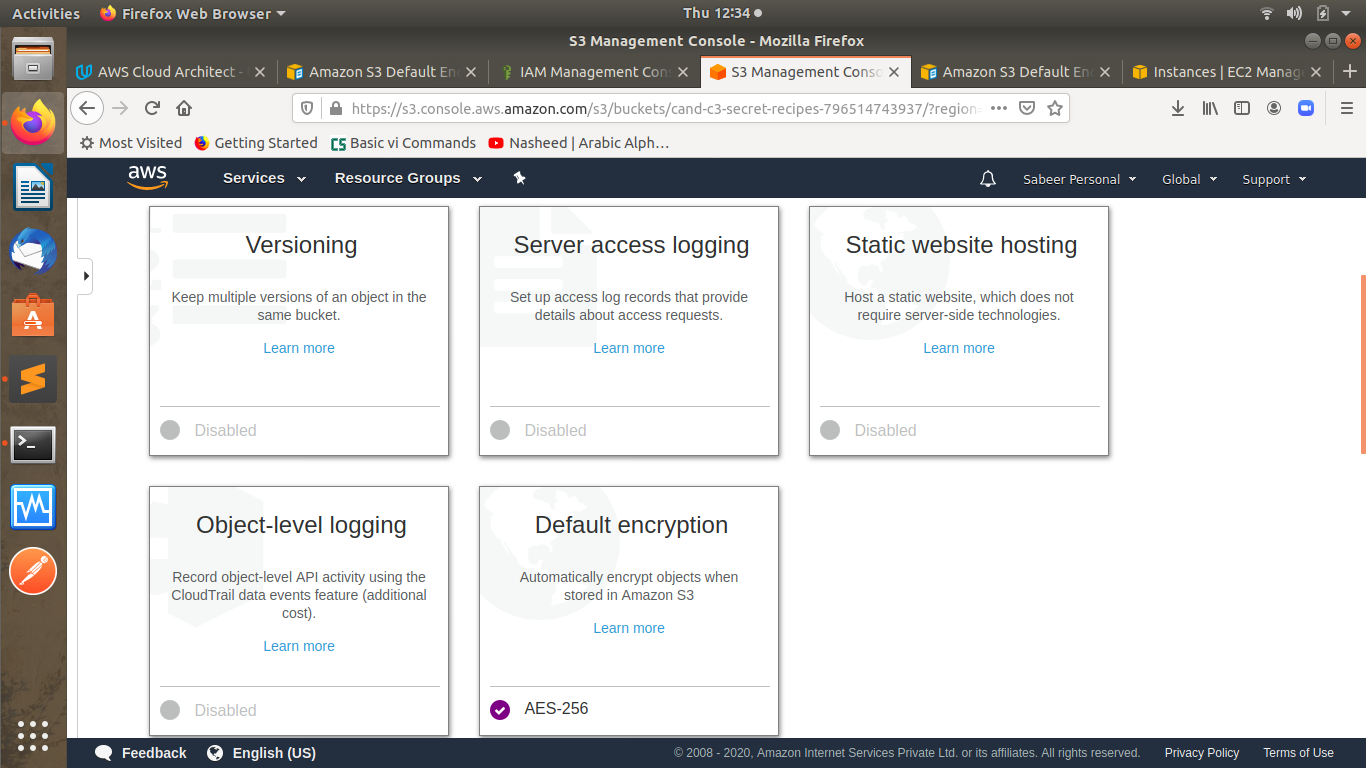 Activities
Firefox Web Browser
Thu 12:34
S3 Management Console - Mozilla Firefox
AWS Cloud Architect -
Amazon S3 Default En
IAM Management Con
S3 Management Consc
Amazon S3 Default En
Instances | EC2 Manag
https://s3.console.aws.amazon.com/s3/buckets/cand-c3-secret-recipes-796514743937/?region
Most Visited
Getting Started
CS Basic vi Commands
Nasheed | Arabic Alph…
aws
Services
Resource Groups
Sabeer Personal
Global
Support
Versioning
Keep multiple versions of an object in the
same bucket.
Learn more
Disabled
Server access logging
Set up access log records that provide
details about access requests.
Learn more
Disabled
Static website hosting
Host a static website, which does not
require server-side technologies.
Learn more
Disabled
Object-level logging
Record object-level API activity using the
CloudTrail data events feature (additional
cost).
Learn more
Disabled
Default encryption
Automatically encrypt objects when
stored in Amazon S3
Learn more
AES-256
Feedback
English (US)
© 2008 - 2020, Amazon Internet Services Private Ltd. or its affiliates. All rights reserved.
Privacy Policy
Terms of Use